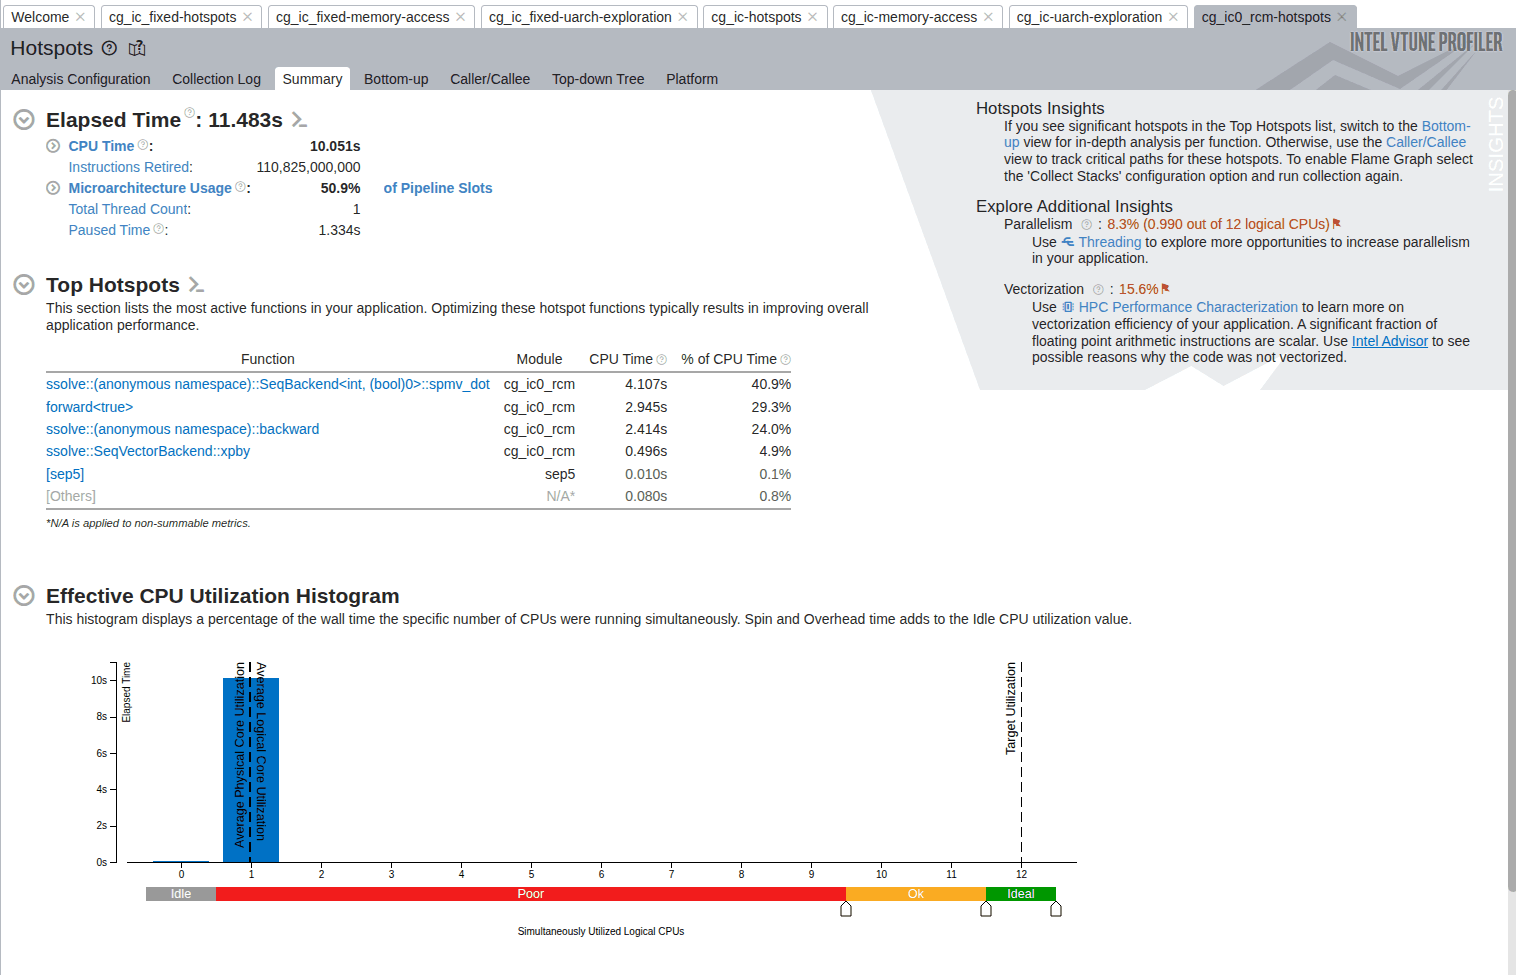 Welcome cg_ic_fixed-hotspots cg_ic_fixed-memory-access cg_ic_fixed-uarch-exploration cg_ic-hotspots cg_ic-memory-access cg_ic-uarch-exploration cg_ic0_rcm-hotspots
Hotspots
INTEL VTUNE PROFILER
Analysis Configuration Collection Log Summary Bottom-up Caller/Callee Top-down Tree Platform
Elapsed Time : 11.483s
CPU Time : 10.051s
Instructions Retired: 110,825,000,000
Microarchitecture Usage : 50.9% of Pipeline Slots
Total Thread Count: 1
Paused Time : 1.334s
Hotspots Insights
If you see significant hotspots in the Top Hotspots list, switch to the Bottom-
up view for in-depth analysis per function. Otherwise, use the Caller/Callee
view to track critical paths for these hotspots. To enable Flame Graph select
the 'Collect Stacks' configuration option and run collection again.
Explore Additional Insights
Parallelism : 8.3% (0.990 out of 12 logical CPUs)
Use Threading to explore more opportunities to increase parallelism
in your application.
Vectorization : 15.6%
Use HPC Performance Characterization to learn more on
vectorization efficiency of your application. A significant fraction of
floating point arithmetic instructions are scalar. Use Intel Advisor to see
possible reasons why the code was not vectorized.
INSIGHTS
Top Hotspots
This section lists the most active functions in your application. Optimizing these hotspot functions typically results in improving overall
application performance.
Function Module CPU Time % of CPU Time
ssolve::(anonymous namespace)::SeqBackend<int, (bool)0>::spmv_dot cg_ic0_rcm 4.107s 40.9%
forward<true> cg_ic0_rcm 2.945s 29.3%
ssolve::(anonymous namespace)::backward cg_ic0_rcm 2.414s 24.0%
ssolve::SeqVectorBackend::xpby cg_ic0_rcm 0.496s 4.9%
[sep5] sep5 0.010s 0.1%
[Others] N/A* 0.080s 0.8%
*N/A is applied to non-summable metrics.
Effective CPU Utilization Histogram
This histogram displays a percentage of the wall time the specific number of CPUs were running simultaneously. Spin and Overhead time adds to the Idle CPU utilization value.
Elapsed Time
Average Physical Core Utilization
Average Logical Core Utilization
Target Utilization
10s
8s
6s
4s
2s
0s
0 1 2 3 4 5 6 7 8 9 10 11 12
Idle Poor Ok Ideal
Simultaneously Utilized Logical CPUs